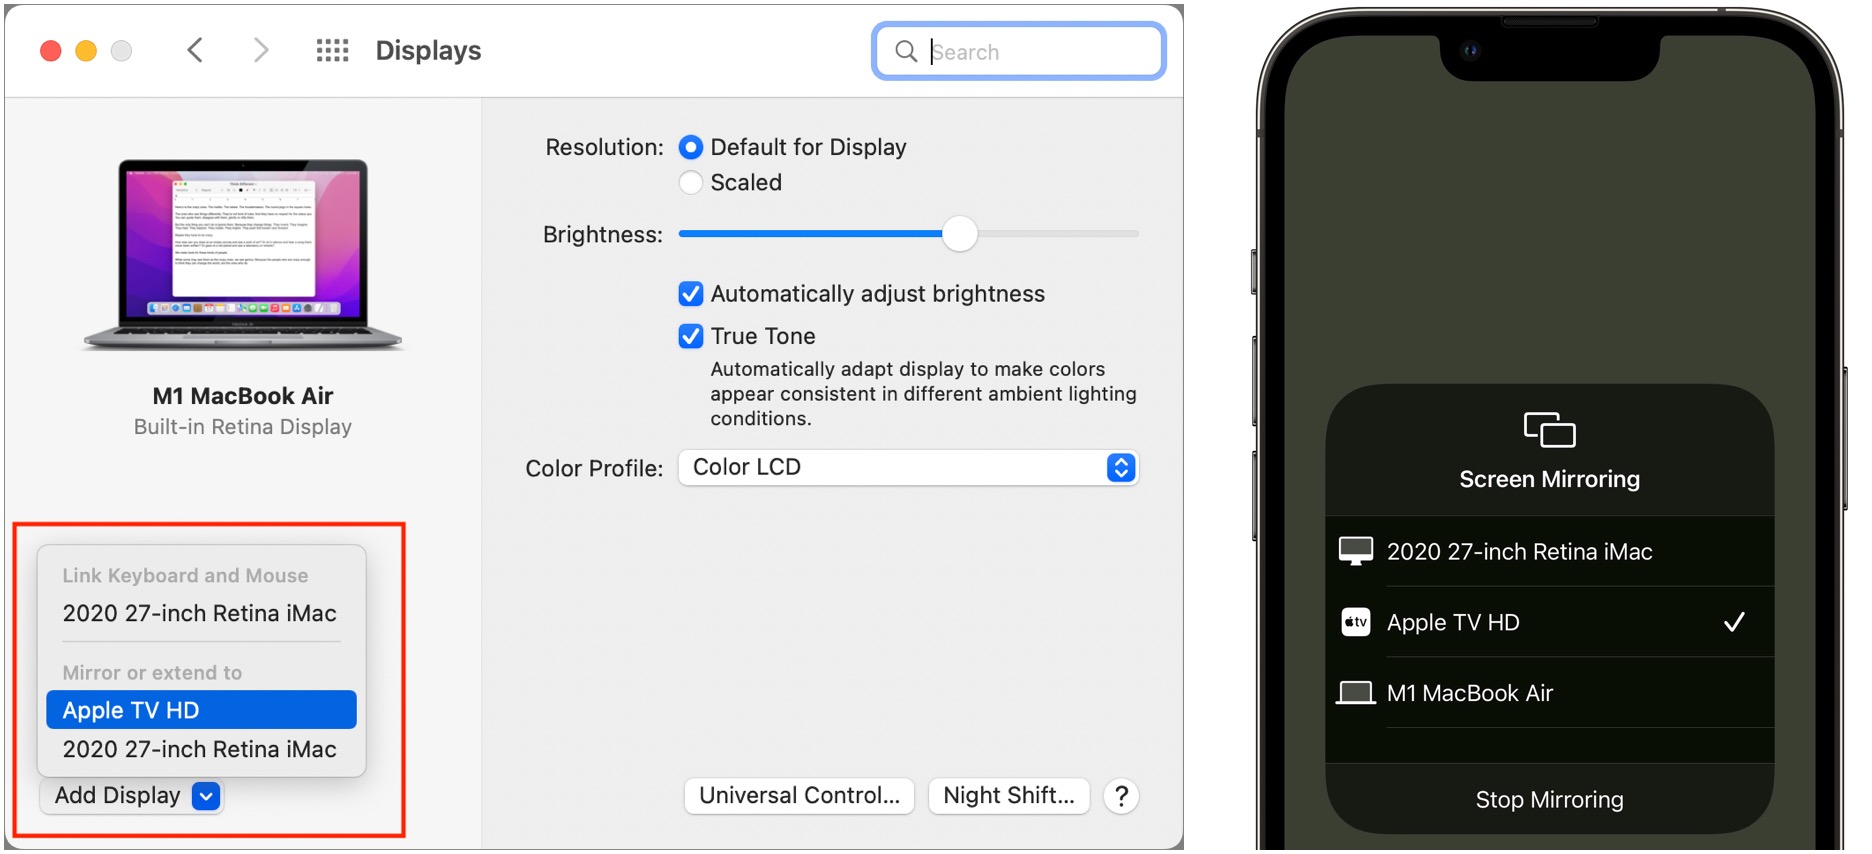 Displays
Search
M1 MacBook Air
Built-in Retina Display
Link Keyboard and Mouse
2020 27-inch Retina iMac
Mirror or extend to
Apple TV HD
2020 27-inch Retina iMac
Add Display
Resolution:
Default for Display
Scaled
Brightness:
Automatically adjust brightness
True Tone
Automatically adapt display to make colors
appear consistent in different ambient lighting
conditions.
Color Profile:
Color LCD
Universal Control...
Night Shift...
?
Screen Mirroring
2020 27-inch Retina iMac
tv
Apple TV HD
M1 MacBook Air
Stop Mirroring